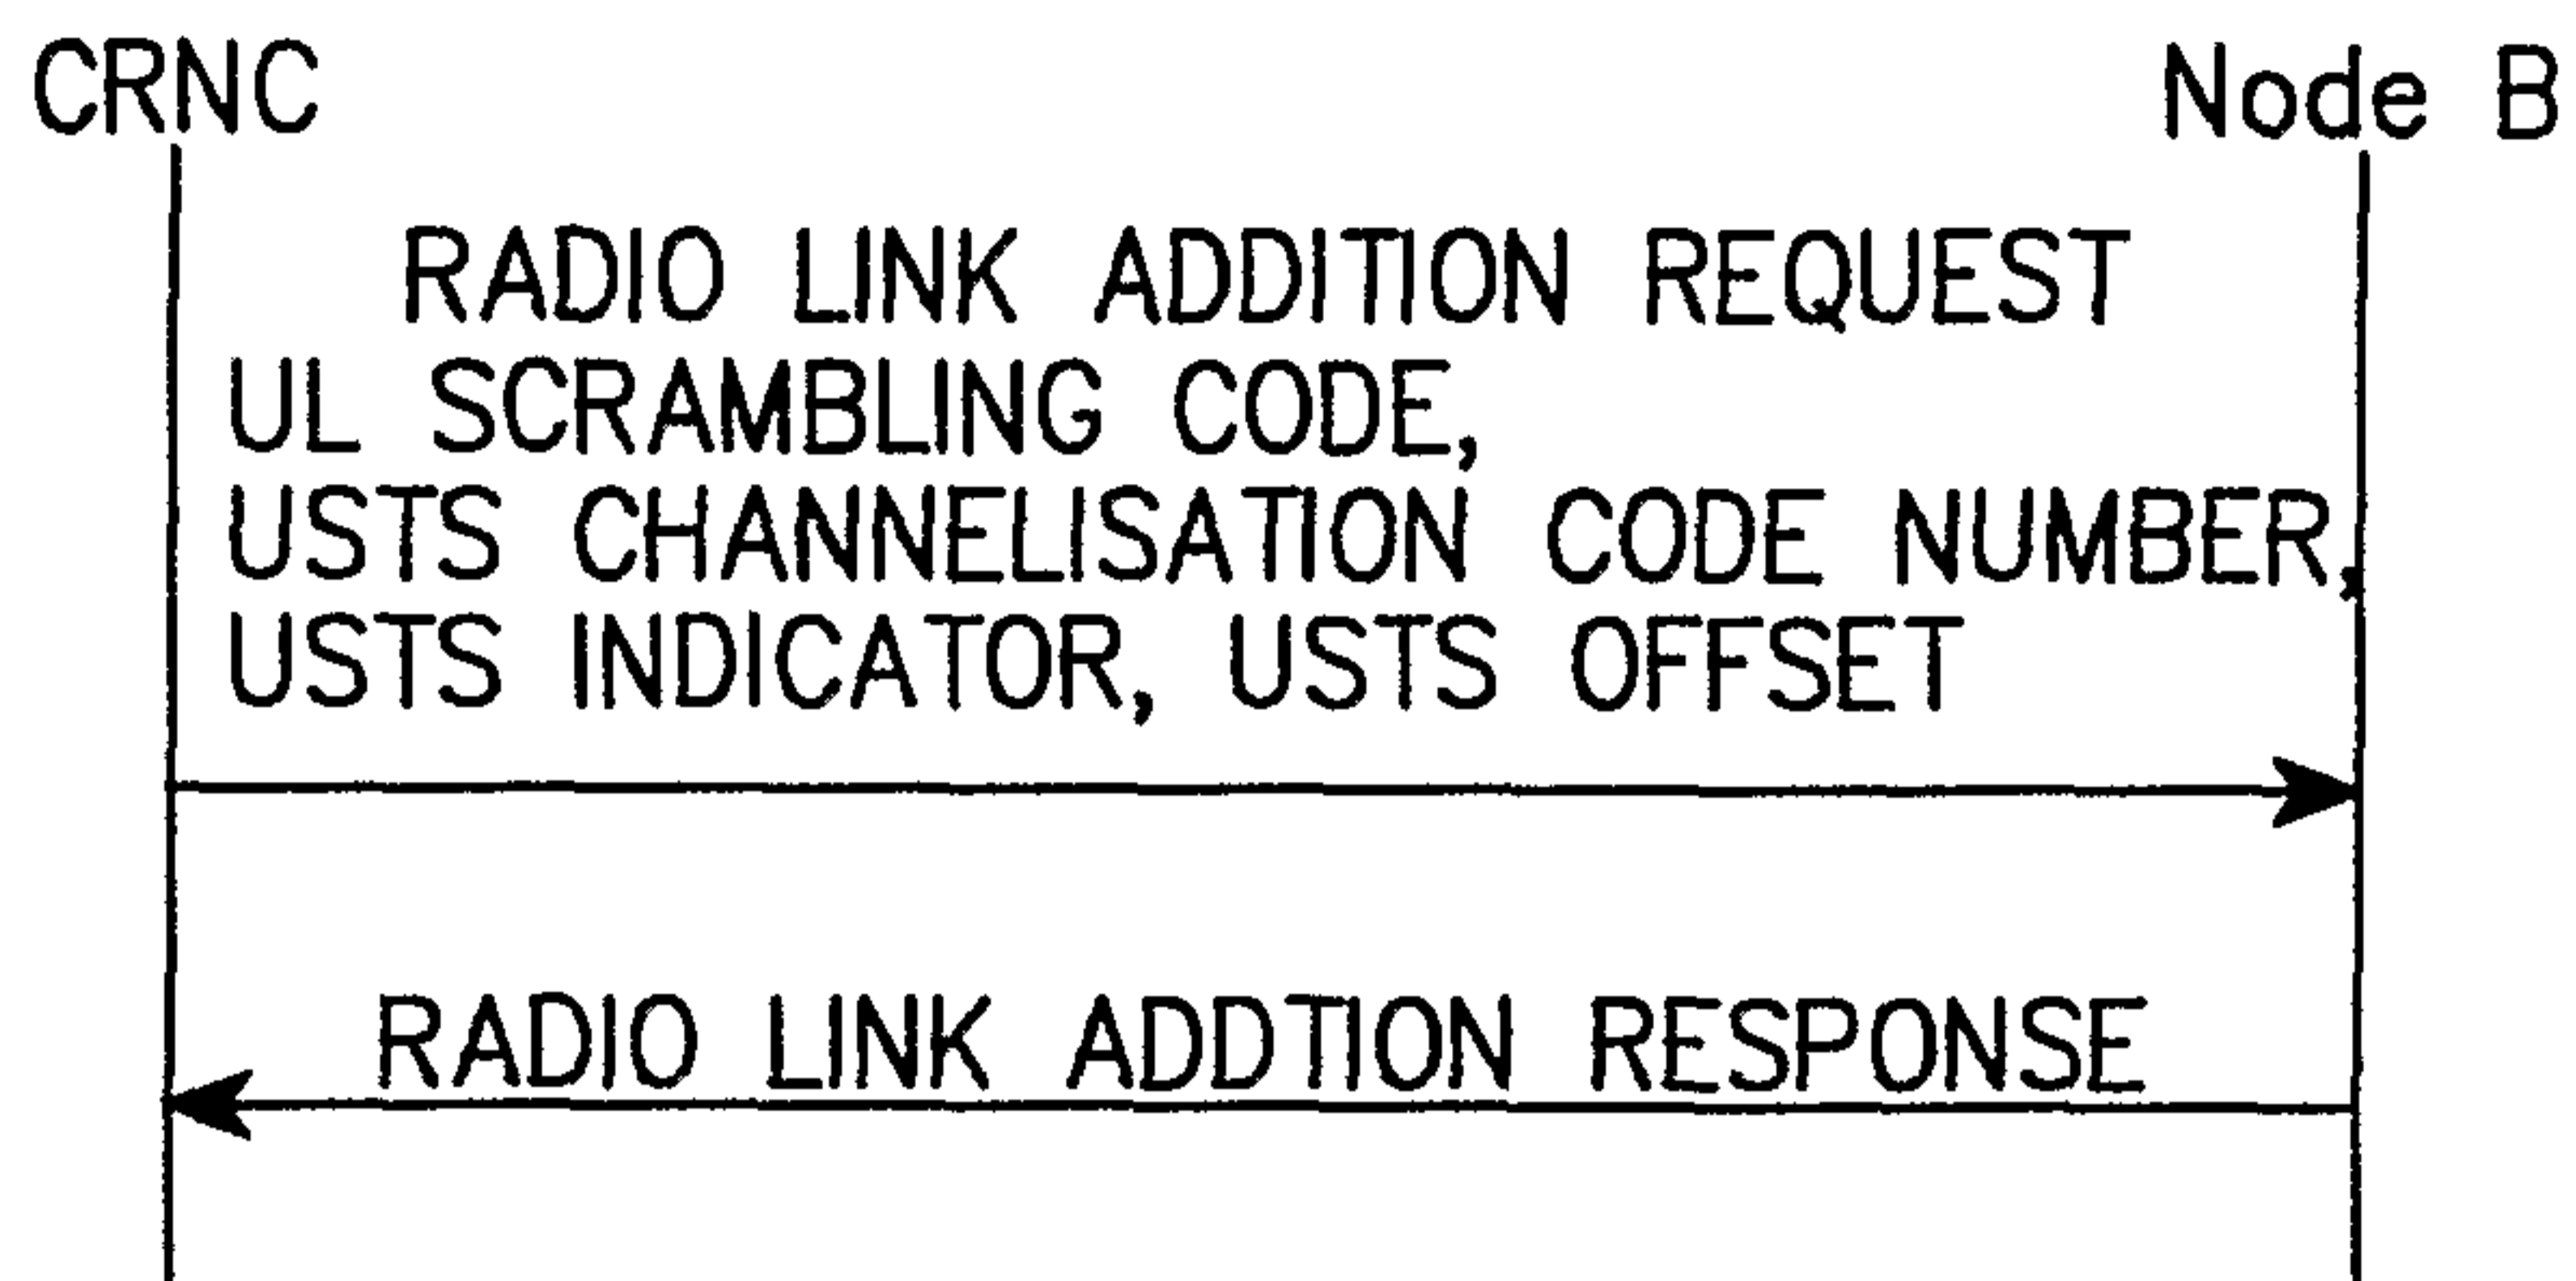 CRNC Node B
RADIO LINK ADDITION REQUEST
UL SCRAMBLING CODE,
USTS CHANNELISATION CODE NUMBER,
USTS INDICATOR, USTS OFFSET
RADIO LINK ADDTION RESPONSE